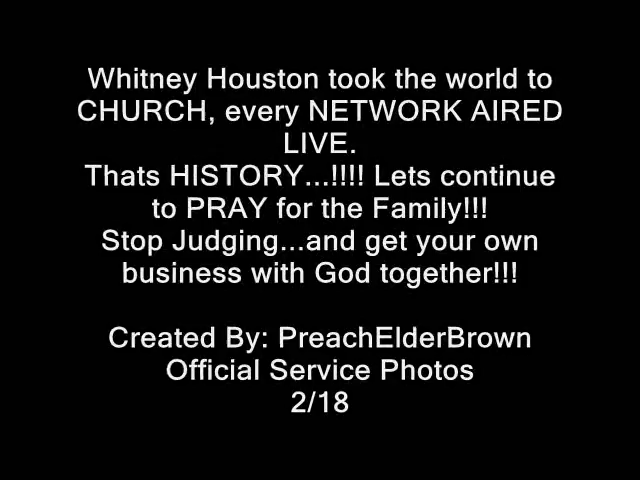 Whitney Houston took the world to
CHURCH, every NETWORK AIRED
LIVE.
Thats HISTORY...!!!! Lets continue
to PRAY for the Family!!!
Stop Judging...and get your own
business with God together!!!
Created By: PreachElderBrown
Official Service Photos
2/18